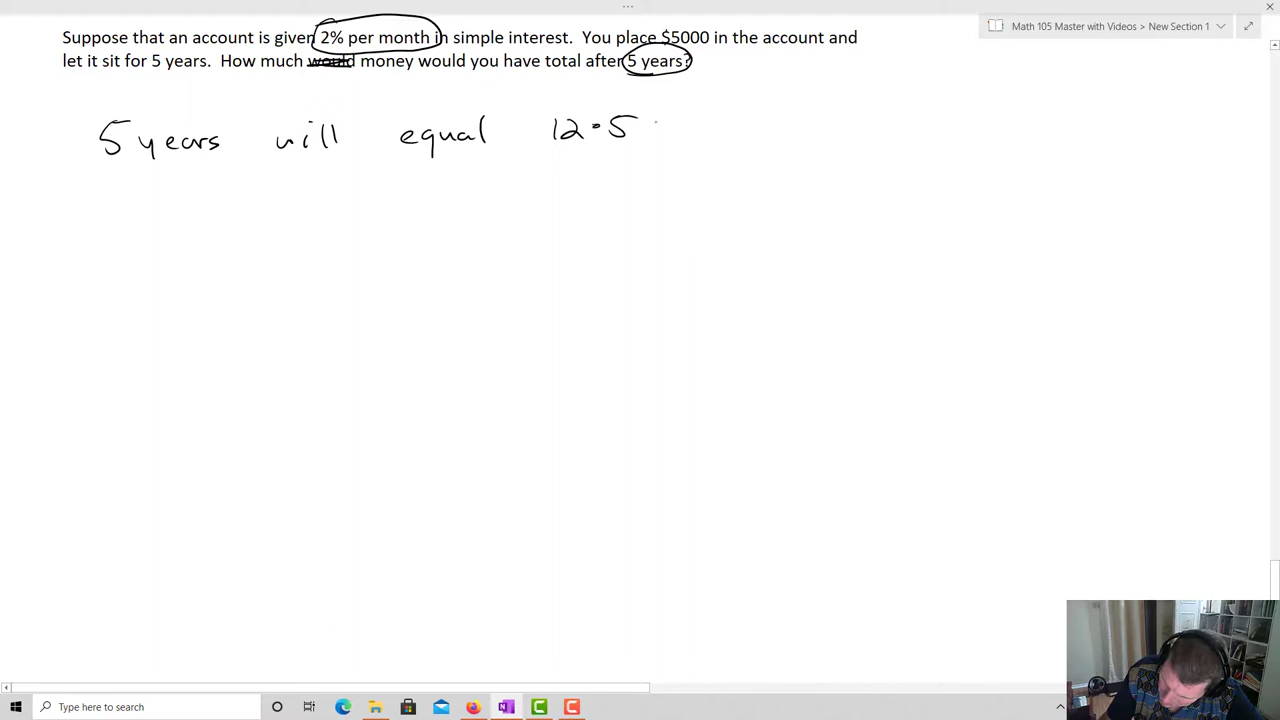 Math 105 Master with Videos > New Section 1
Suppose that an account is given 2% per month in simple interest.  You place $5000 in the account and
let it sit for 5 years.  How much would money would you have total after 5 years?
5 years will equal 12·5
Type here to search